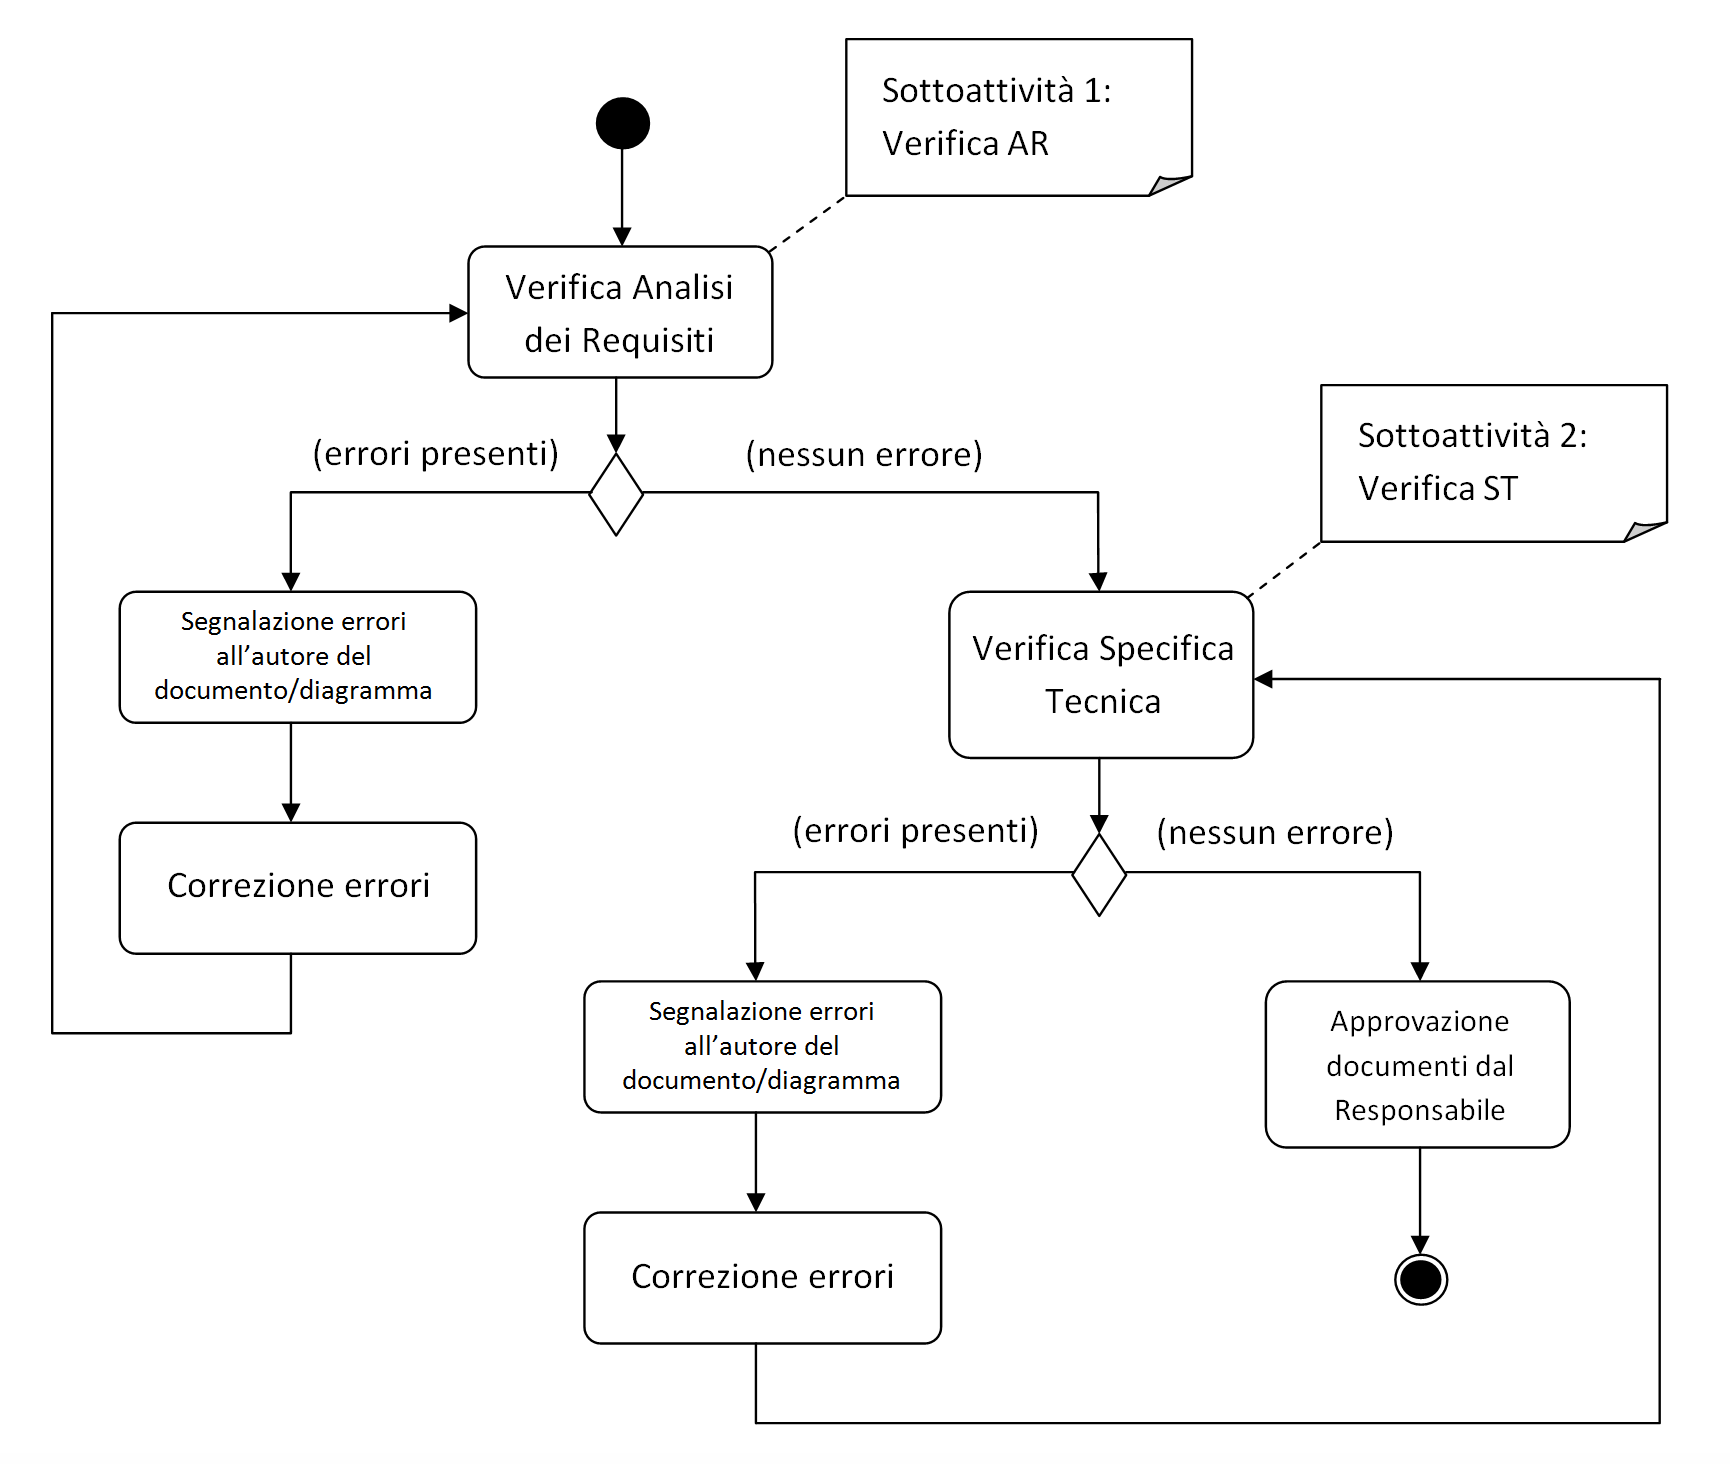 Sottoattività 1:
Verifica AR
Verifica Analisi
dei Requisiti
(errori presenti)
(nessun errore)
Sottoattività 2:
Verifica ST
Segnalazione errori
all’autore del
documento/diagramma
Verifica Specifica
Tecnica
Correzione errori
(errori presenti)
(nessun errore)
Segnalazione errori
all’autore del
documento/diagramma
Approvazione
documenti dal
Responsabile
Correzione errori